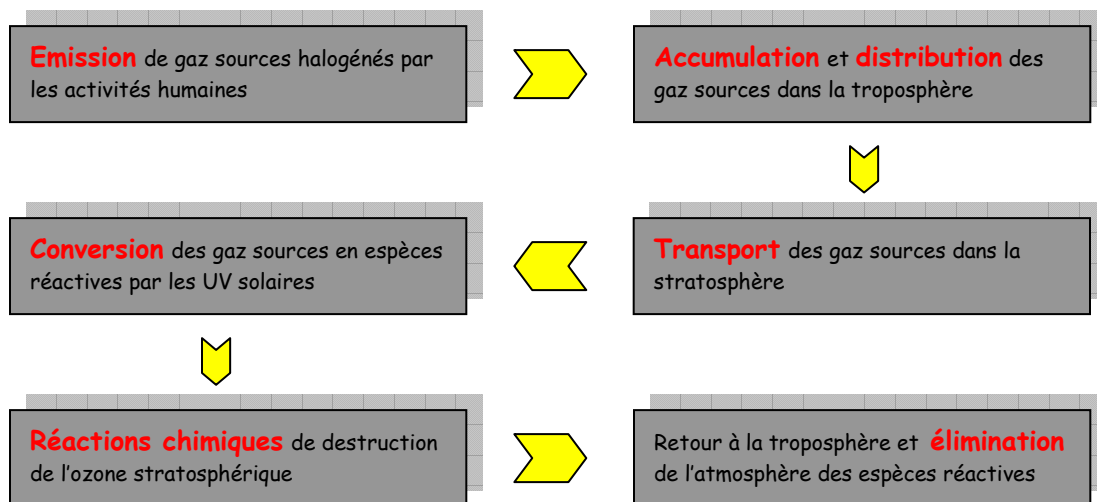 Emission de gaz sources halogénés par
les activités humaines
Accumulation et distribution des
gaz sources dans la troposphère
Transport des gaz sources dans la
stratosphère
Conversion des gaz sources en espèces
réactives par les UV solaires
Réactions chimiques de destruction
de l'ozone stratosphérique
Retour à la troposphère et élimination
de l'atmosphère des espèces réactives